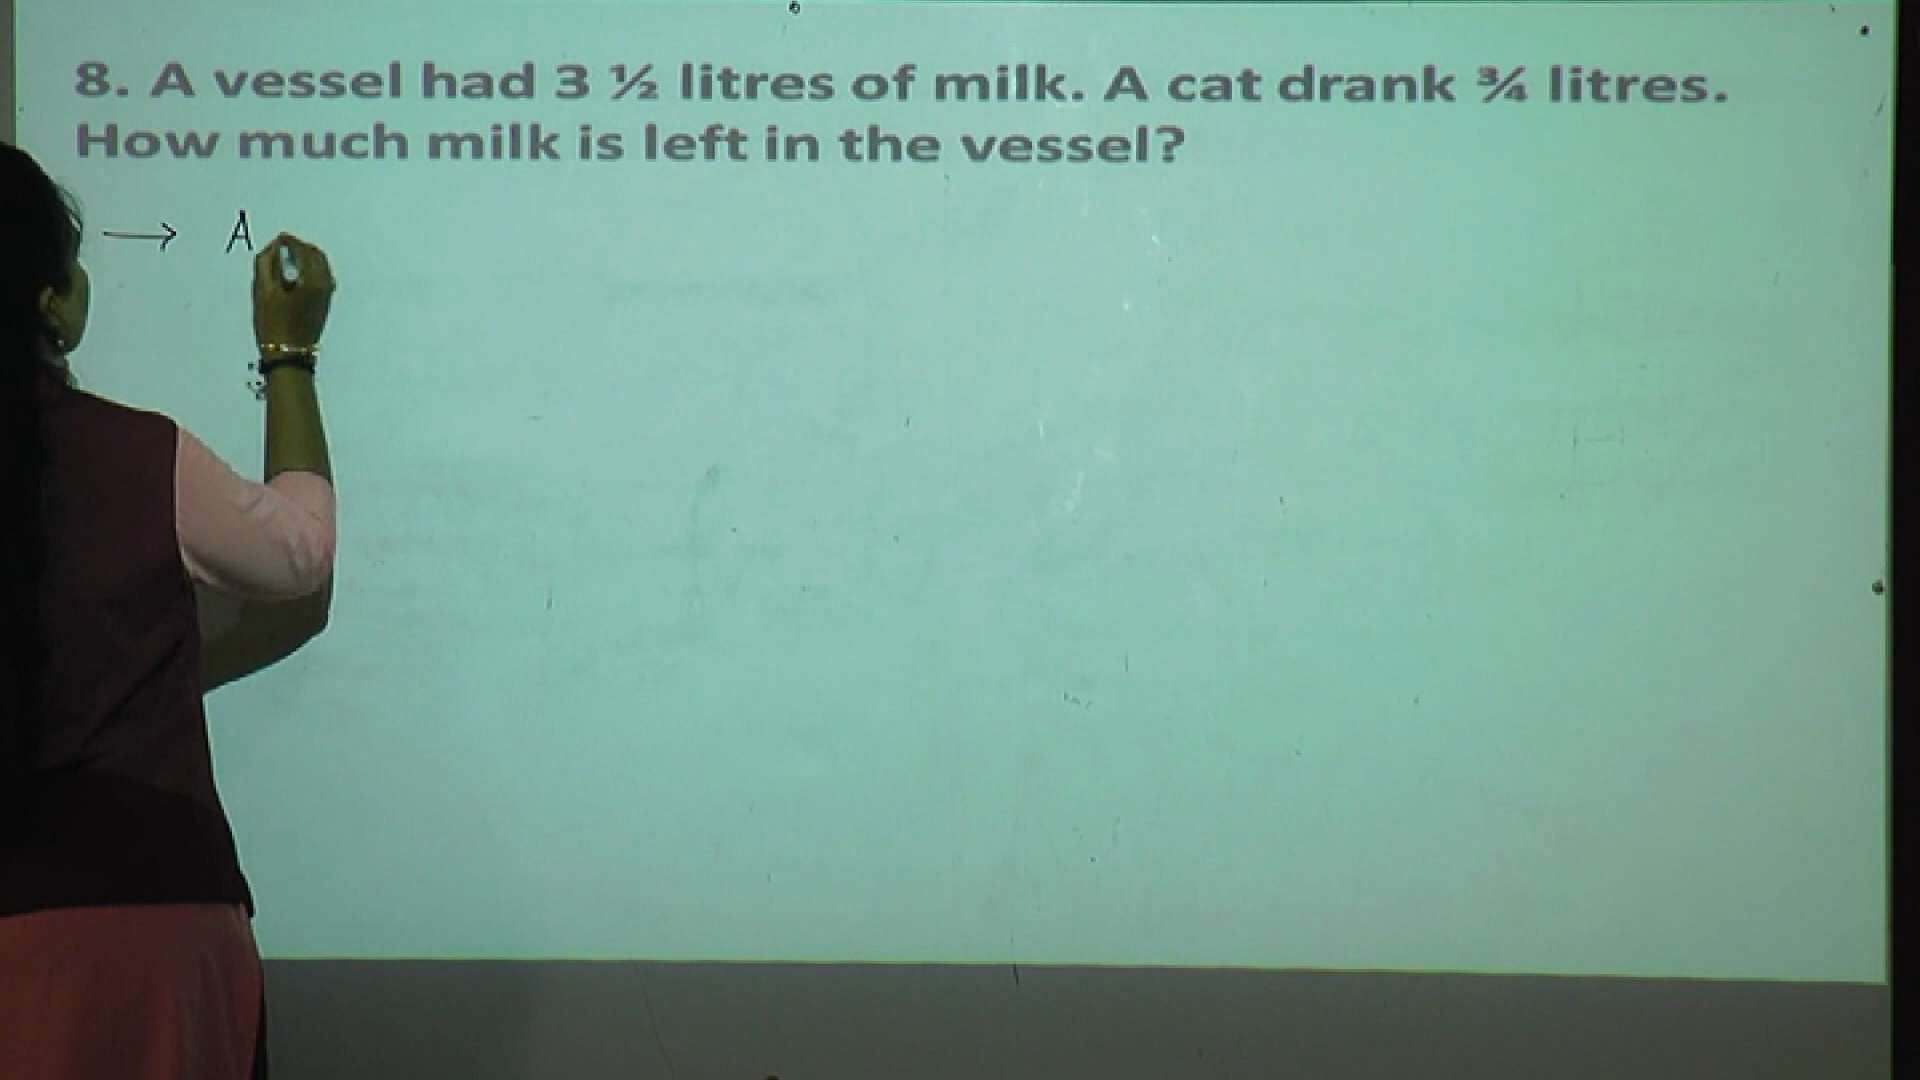 8. A vessel had 3 ½ litres of milk. A cat drank ¾ litres.
How much milk is left in the vessel?
→ A